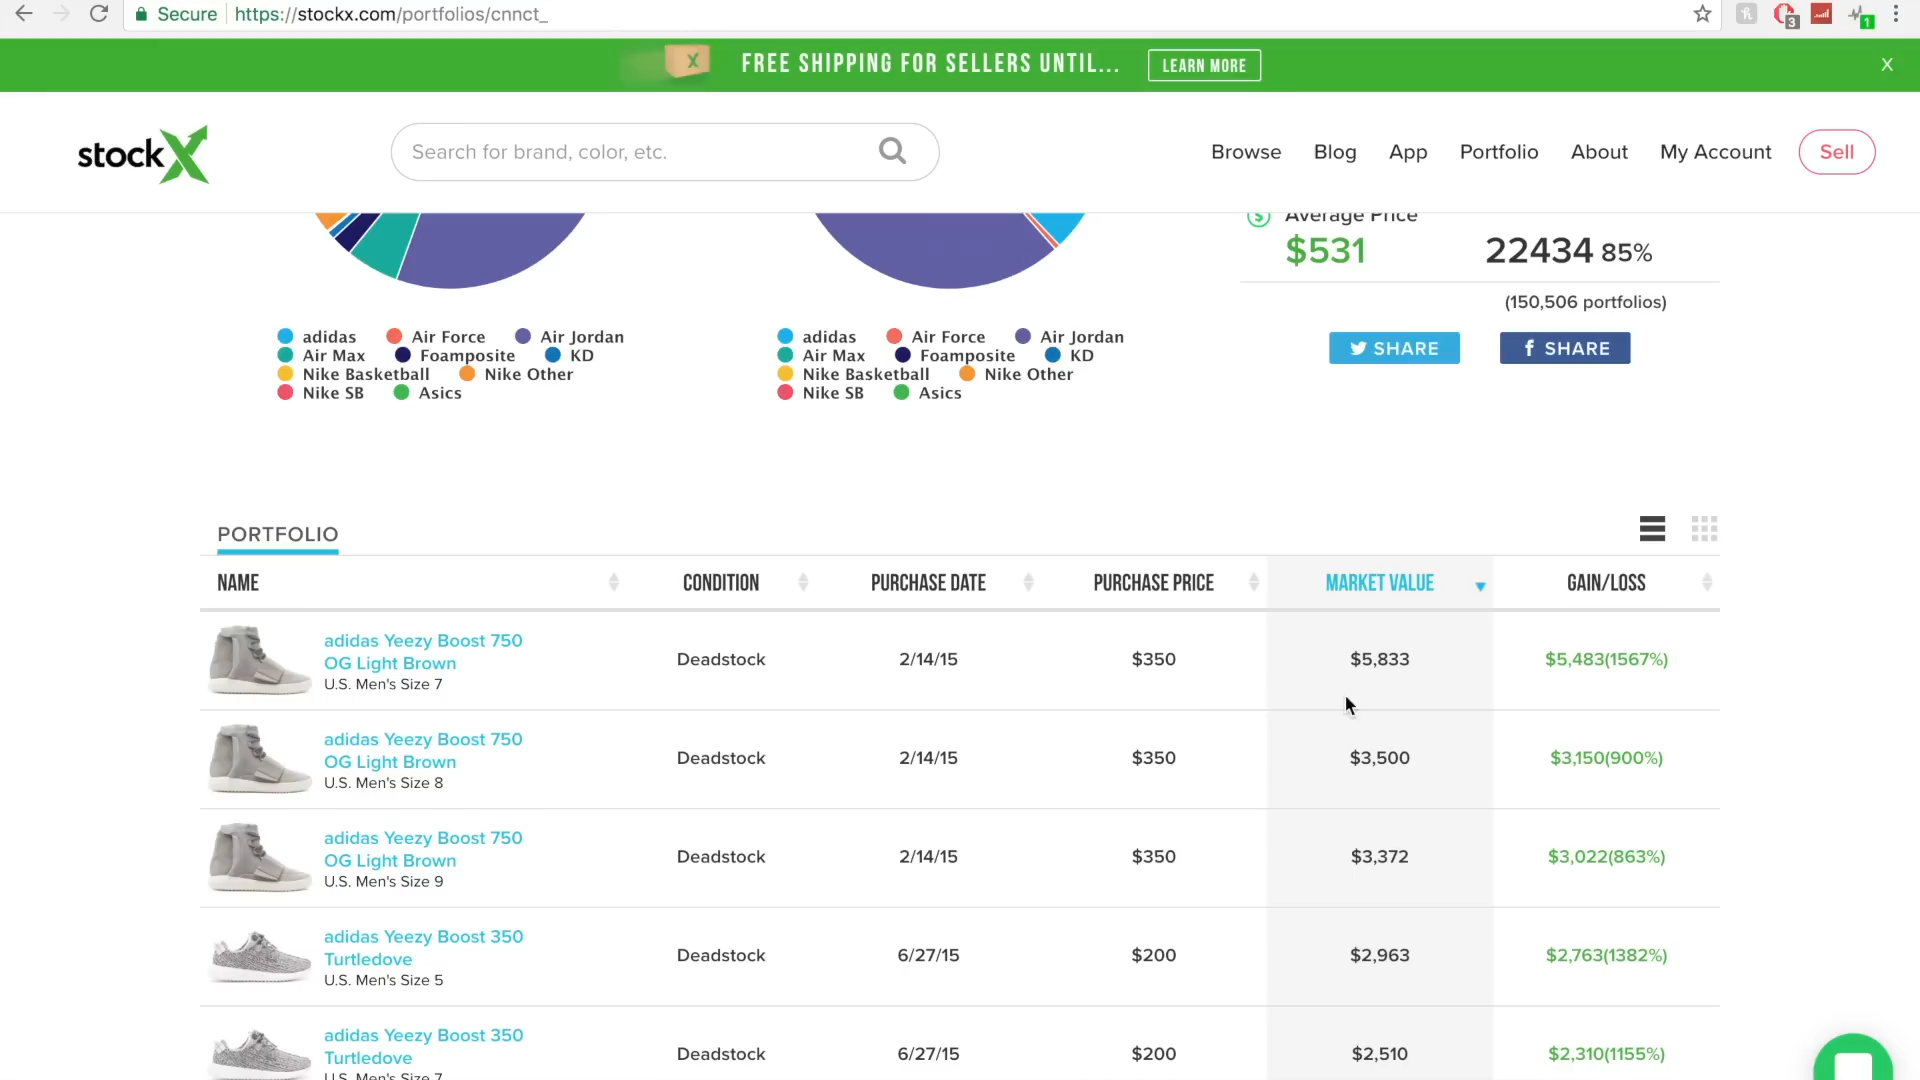 Secure https://stockx.com/portfolios/cnnct_
3
1
X FREE SHIPPING FOR SELLERS UNTIL... LEARN MORE X
stockX Search for brand, color, etc. Browse Blog App Portfolio About My Account Sell
$ Average Price
$531 22434 85%
(150,506 portfolios)
SHARE f SHARE
adidas Air Force Air Jordan
Air Max Foamposite KD
Nike Basketball Nike Other
Nike SB Asics
adidas Air Force Air Jordan
Air Max Foamposite KD
Nike Basketball Nike Other
Nike SB Asics
PORTFOLIO
NAME CONDITION PURCHASE DATE PURCHASE PRICE MARKET VALUE GAIN/LOSS
adidas Yeezy Boost 750
OG Light Brown
U.S. Men's Size 7
Deadstock 2/14/15 $350 $5,833 $5,483(1567%)
adidas Yeezy Boost 750
OG Light Brown
U.S. Men's Size 8
Deadstock 2/14/15 $350 $3,500 $3,150(900%)
adidas Yeezy Boost 750
OG Light Brown
U.S. Men's Size 9
Deadstock 2/14/15 $350 $3,372 $3,022(863%)
adidas Yeezy Boost 350
Turtledove
U.S. Men's Size 5
Deadstock 6/27/15 $200 $2,963 $2,763(1382%)
adidas Yeezy Boost 350
Turtledove
U.S. Men's Size 7
Deadstock 6/27/15 $200 $2,510 $2,310(1155%)